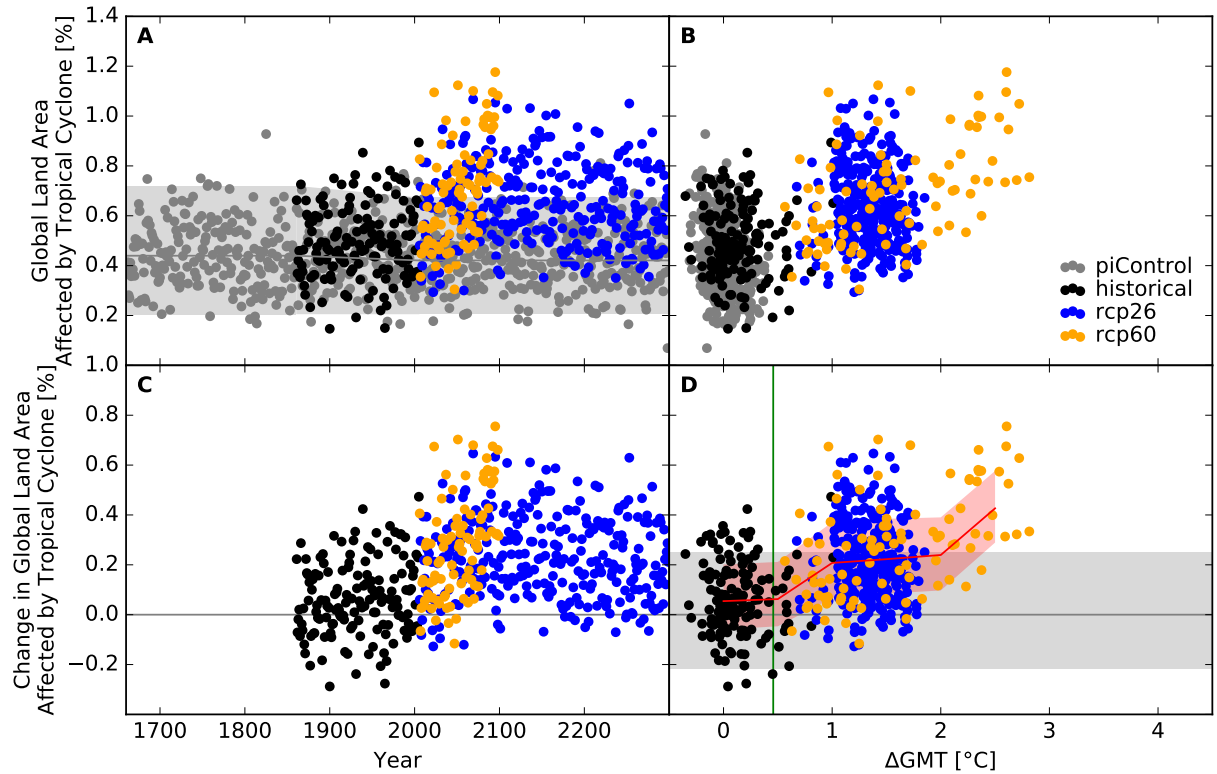 A
B
1.4
1.2
1.0
0.8
0.6
0.4
0.2
1.0
Global Land Area
Affected by Tropical Cyclone [%]
piControl
historical
rcp26
rcp60
C
D
0.8
0.6
0.4
0.2
0.0
−0.2
Change in Global Land Area
Affected by Tropical Cyclone [%]
1700 1800 1900 2000 2100 2200
0 1 2 3 4
Year
ΔGMT [°C]